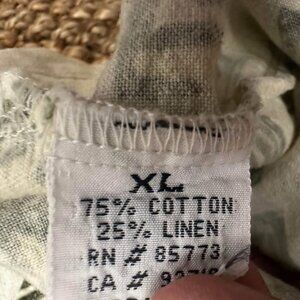 XL
75% COTTON
25% LINEN
RN # 85773
CA #